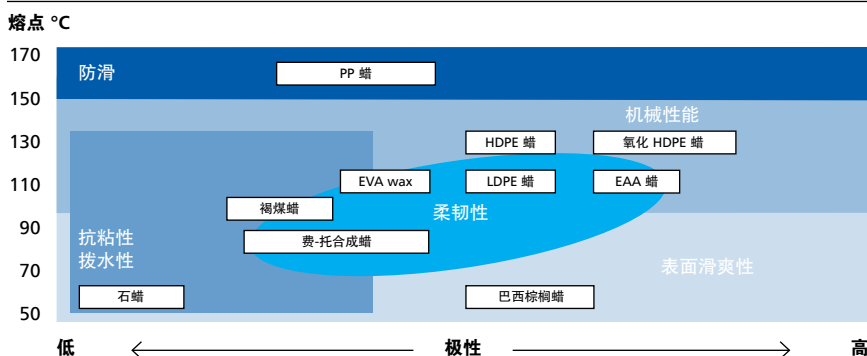 熔点 °C
170
防滑
PP 蜡
150
机械性能
130
HDPE 蜡
氧化 HDPE 蜡
110
EVA wax
LDPE 蜡
EAA 蜡
褐煤蜡
柔韧性
90
抗粘性
拨水性
费-托合成蜡
70
表面滑爽性
石蜡
巴西棕榈蜡
50
低
极性
高